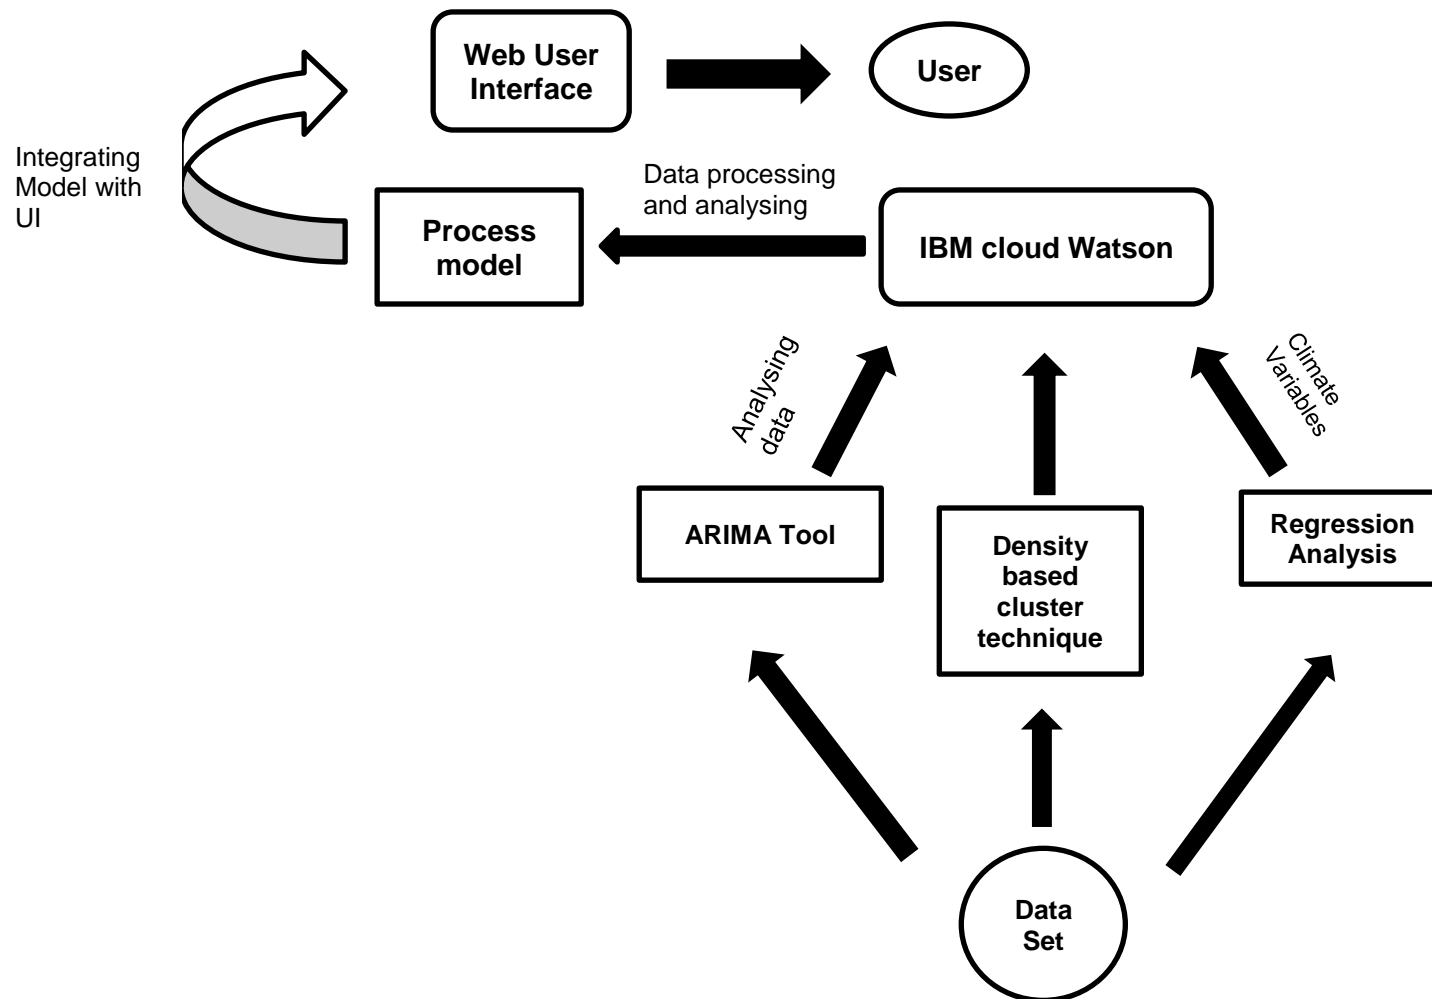 Web User
Interface
User
Integrating
Model with
UI
Data processing
and analysing
Process
model
IBM cloud Watson
Analysing
data
Climate
Variables
ARIMA Tool
Density
based
cluster
technique
Regression
Analysis
Data
Set